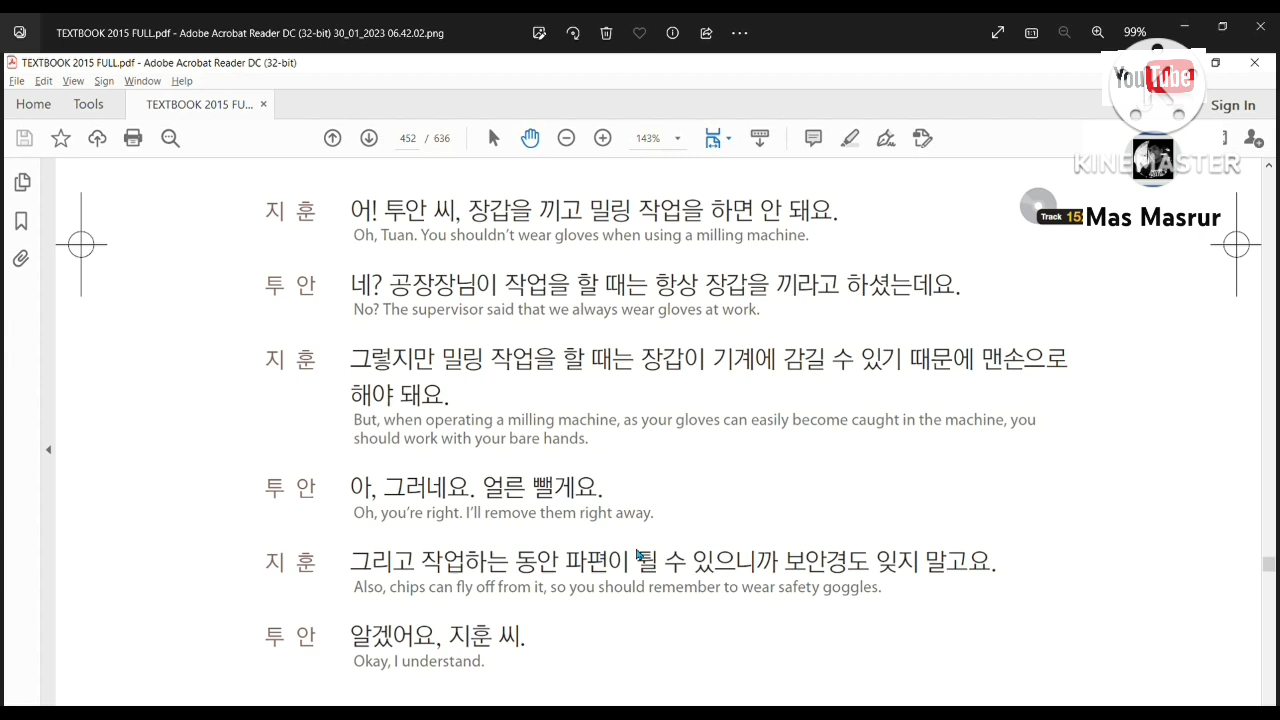 TEXTBOOK 2015 FULL.pdf - Adobe Acrobat Reader DC (32-bit) 30_01_2023 06.42.02.png
99%
TEXTBOOK 2015 FULL.pdf - Adobe Acrobat Reader DC (32-bit)
File Edit View Sign Window Help
YouTube
Home Tools TEXTBOOK 2015 FU... × Sign In
452 / 636 143%
KINEMASTER
지 훈 어! 투안 씨, 장갑을 끼고 밀링 작업을 하면 안 돼요.
Track 15 Mas Masrur
Oh, Tuan. You shouldn't wear gloves when using a milling machine.
투 안 네? 공장장님이 작업을 할 때는 항상 장갑을 끼라고 하셨는데요.
No? The supervisor said that we always wear gloves at work.
지 훈 그렇지만 밀링 작업을 할 때는 장갑이 기계에 감길 수 있기 때문에 맨손으로
해야 돼요.
But, when operating a milling machine, as your gloves can easily become caught in the machine, you
should work with your bare hands.
투 안 아, 그러네요. 얼른 뺄게요.
Oh, you're right. I'll remove them right away.
지 훈 그리고 작업하는 동안 파편이 튈 수 있으니까 보안경도 잊지 말고요.
Also, chips can fly off from it, so you should remember to wear safety goggles.
투 안 알겠어요, 지훈 씨.
Okay, I understand.